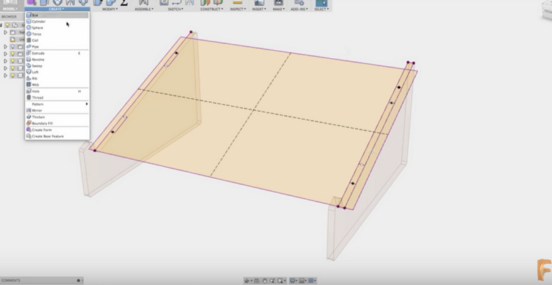 MODIFY
ASSEMBLE
SKETCH
CONSTRUCT
INSPECT
INSERT
MAKE
ADD-INS
SELECT
BROWSER
CREATE
Box
Cylinder
Sphere
Torus
Coil
Pipe
Extrude
Revolve
Sweep
Loft
Rib
Web
Hole
Thread
Pattern
Mirror
Thicken
Boundary Fill
Create Form
Create Base Feature
COMMENTS